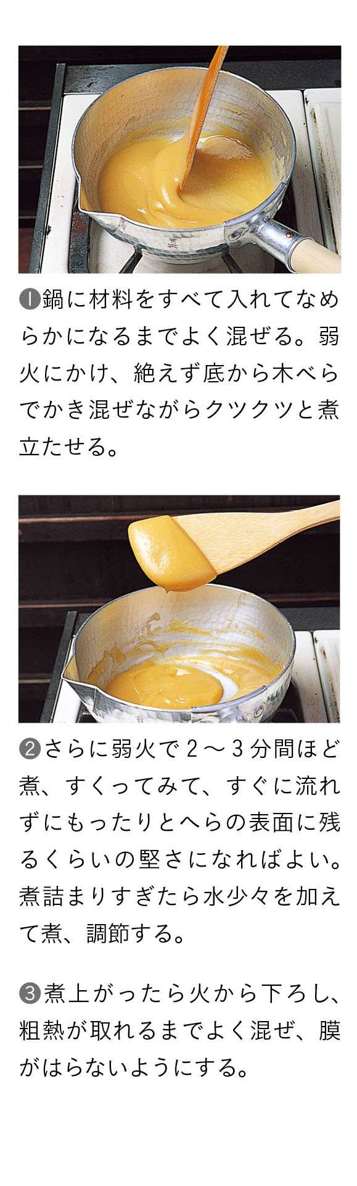 ❶鍋に材料をすべて入れてなめ
らかになるまでよく混ぜる。弱
火にかけ、絶えず底から木べら
でかき混ぜながらクツクツと煮
立たせる。
❷さらに弱火で2〜3分間ほど
煮、すくってみて、すぐに流れ
ずにもったりとへらの表面に残
るくらいの堅さになればよい。
煮詰まりすぎたら水少々を加え
て煮、調節する。
❸煮上がったら火から下ろし、
粗熱が取れるまでよく混ぜ、膜
がはらないようにする。